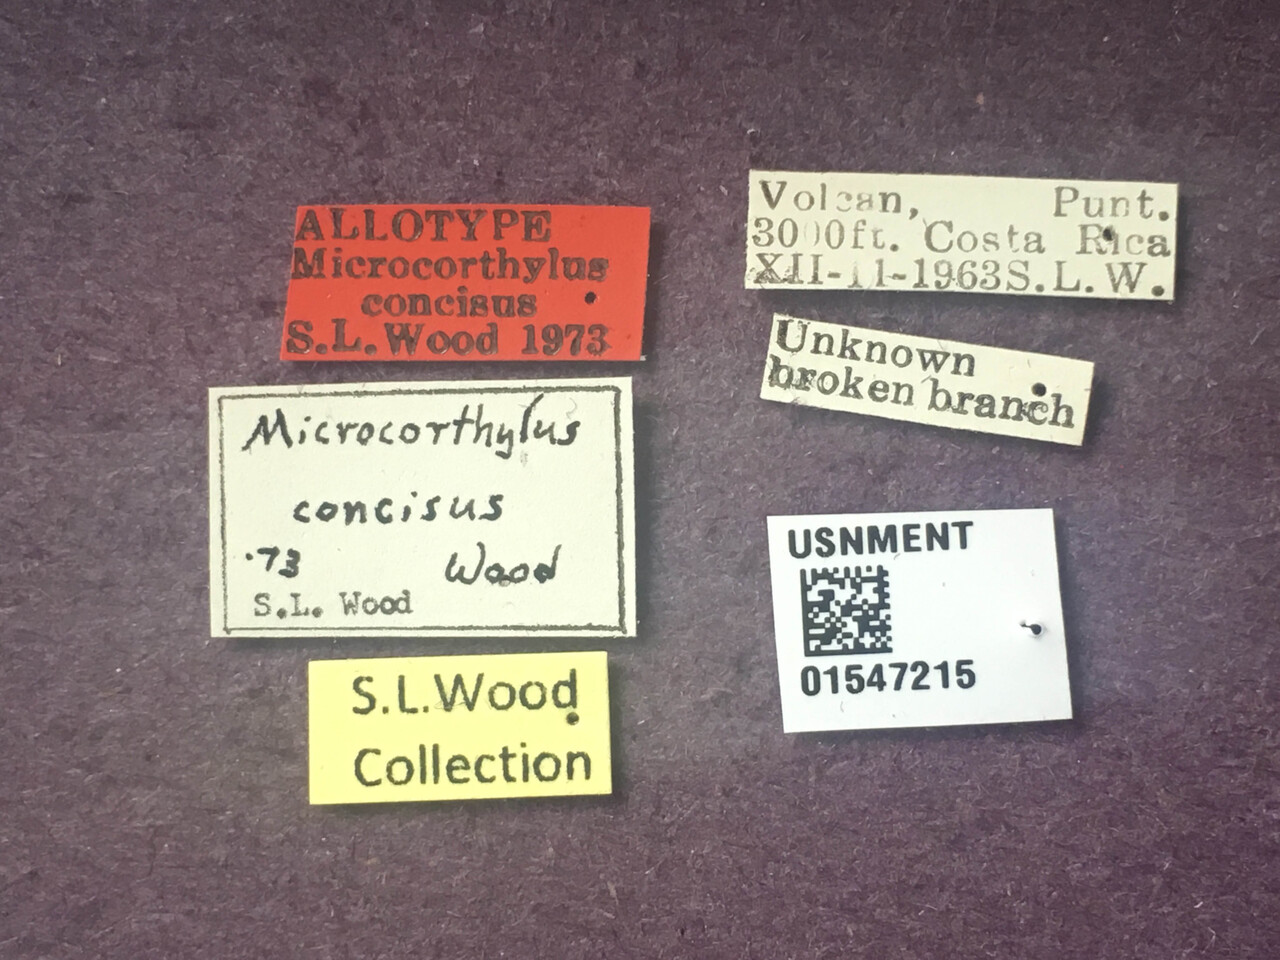 ALLOTYPE
Microcorthylus
concisus
S.L.Wood 1973
Microcorthylus
concisus
'73 Wood
S.L. Wood
S.L.Wood
Collection
Volcan, Punt.
3000ft. Costa Rica
XII-11-1963S.L.W.
Unknown
broken branch
USNMENT
01547215